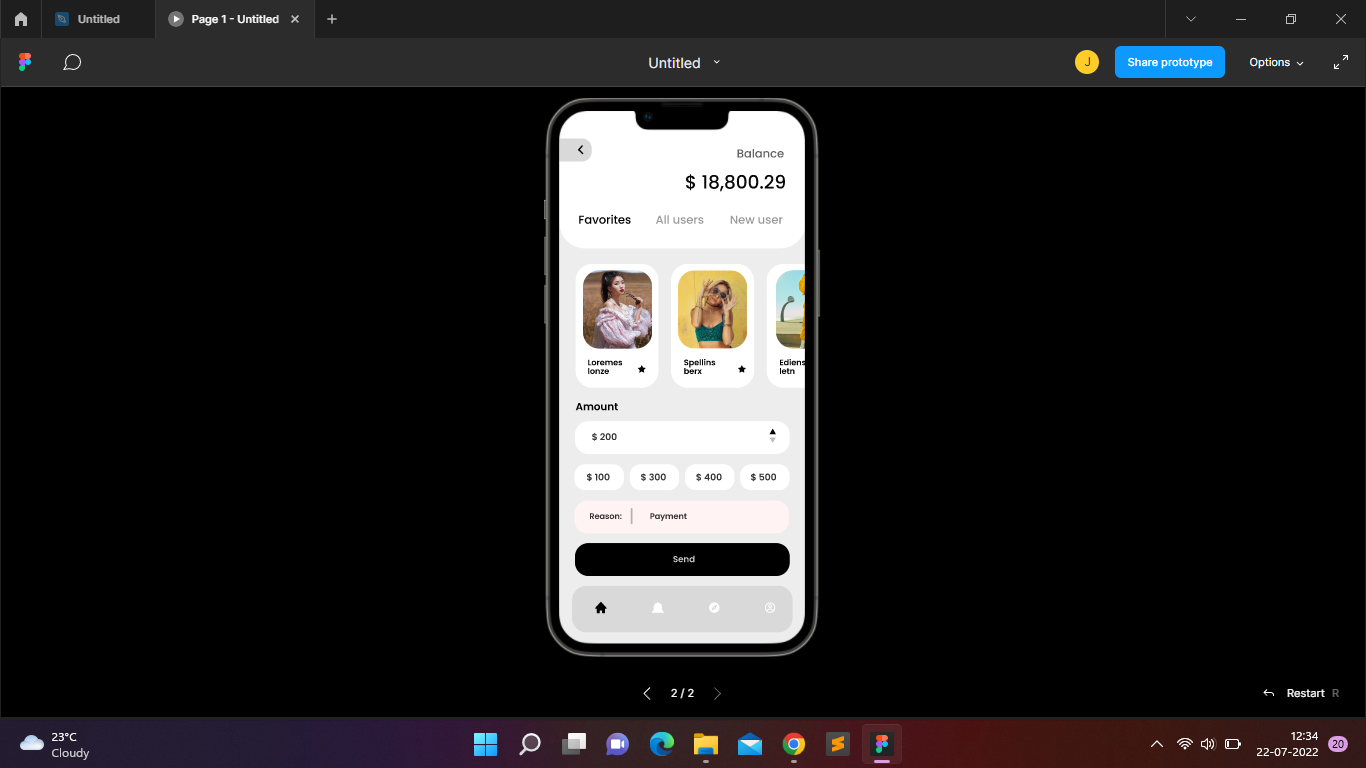 Untitled
Page 1 - Untitled
Untitled
J
Share prototype
Options
Balance
$ 18,800.29
Favorites
All users
New user
Loremes
lonze
Spellins
berx
Ediens
letn
Amount
$ 200
$ 100
$ 300
$ 400
$ 500
Reason:
Payment
Send
2 / 2
Restart R
23°C
Cloudy
12:34
22-07-2022
20